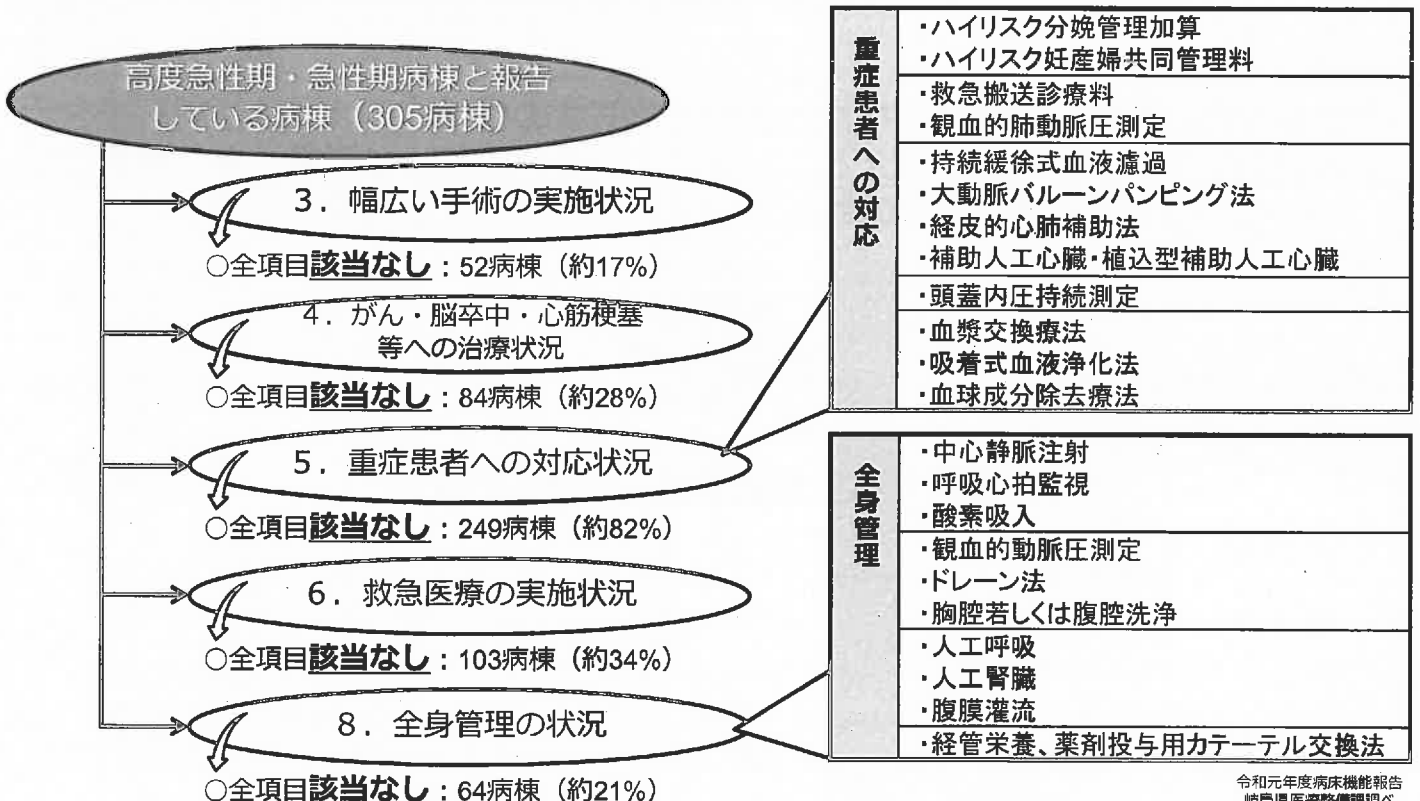 高度急性期・急性期病棟と報告
している病棟（305病棟）
3．幅広い手術の実施状況
○全項目該当なし：52病棟（約17%）
4．がん・脳卒中・心筋梗塞
等への治療状況
○全項目該当なし：84病棟（約28%）
5．重症患者への対応状況
○全項目該当なし：249病棟（約82%）
6．救急医療の実施状況
○全項目該当なし：103病棟（約34%）
8．全身管理の状況
○全項目該当なし：64病棟（約21%）
重症患者への対応
・ハイリスク分娩管理加算
・ハイリスク妊産婦共同管理料
・救急搬送診療料
・観血的肺動脈圧測定
・持続緩徐式血液濾過
・大動脈バルーンパンピング法
・経皮的心肺補助法
・補助人工心臓・植込型補助人工心臓
・頭蓋内圧持続測定
・血漿交換療法
・吸着式血液浄化法
・血球成分除去療法
全身管理
・中心静脈注射
・呼吸心拍監視
・酸素吸入
・観血的動脈圧測定
・ドレーン法
・胸腔若しくは腹腔洗浄
・人工呼吸
・人工腎臓
・腹膜灌流
・経管栄養、薬剤投与用カテーテル交換法
令和元年度病床機能報告
岐阜県医療整備課調べ